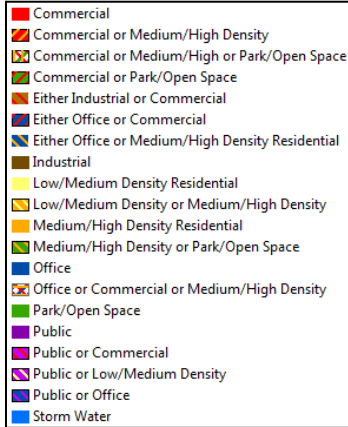 Commercial
Commercial or Medium/High Density
Commercial or Medium/High or Park/Open Space
Commercial or Park/Open Space
Either Industrial or Commercial
Either Office or Commercial
Either Office or Medium/High Density Residential
Industrial
Low/Medium Density Residential
Low/Medium Density or Medium/High Density
Medium/High Density Residential
Medium/High Density or Park/Open Space
Office
Office or Commercial or Medium/High Density
Park/Open Space
Public
Public or Commercial
Public or Low/Medium Density
Public or Office
Storm Water